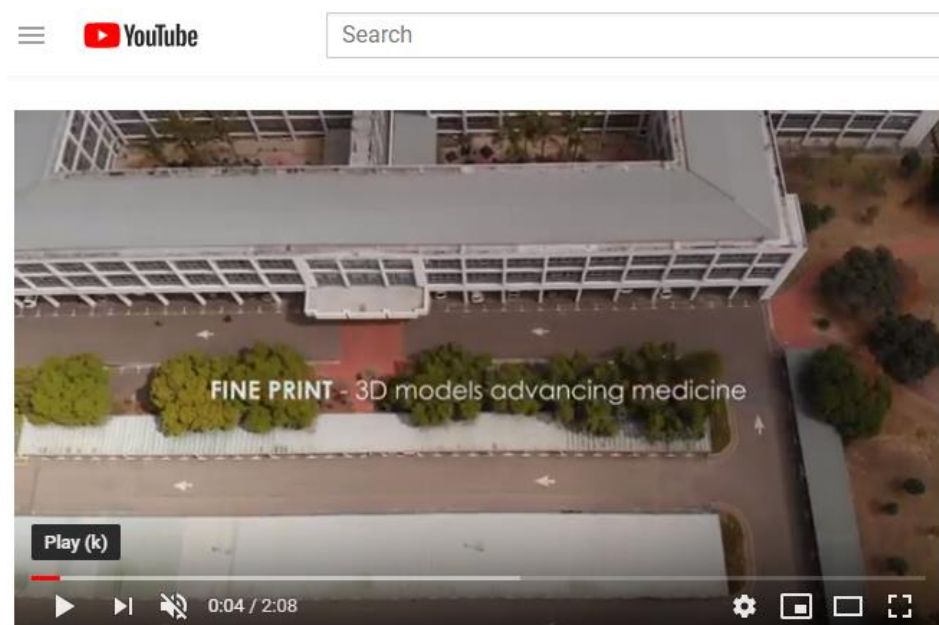 YouTube
Search
FINE PRINT - 3D models advancing medicine
Play (k)
0:04 / 2:08